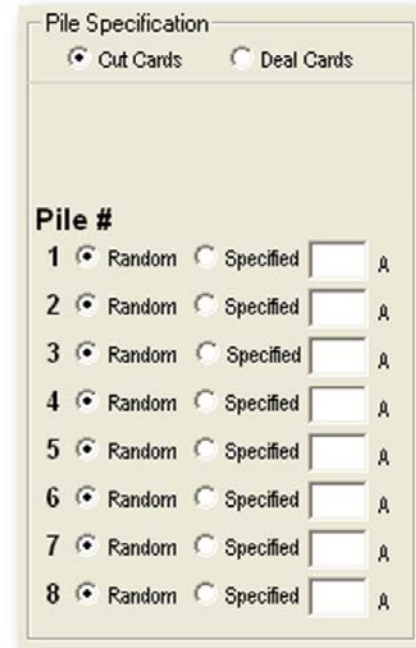 Pile Specification
Cut Cards Deal Cards
Pile #
1 Random Specified
2 Random Specified
3 Random Specified
4 Random Specified
5 Random Specified
6 Random Specified
7 Random Specified
8 Random Specified